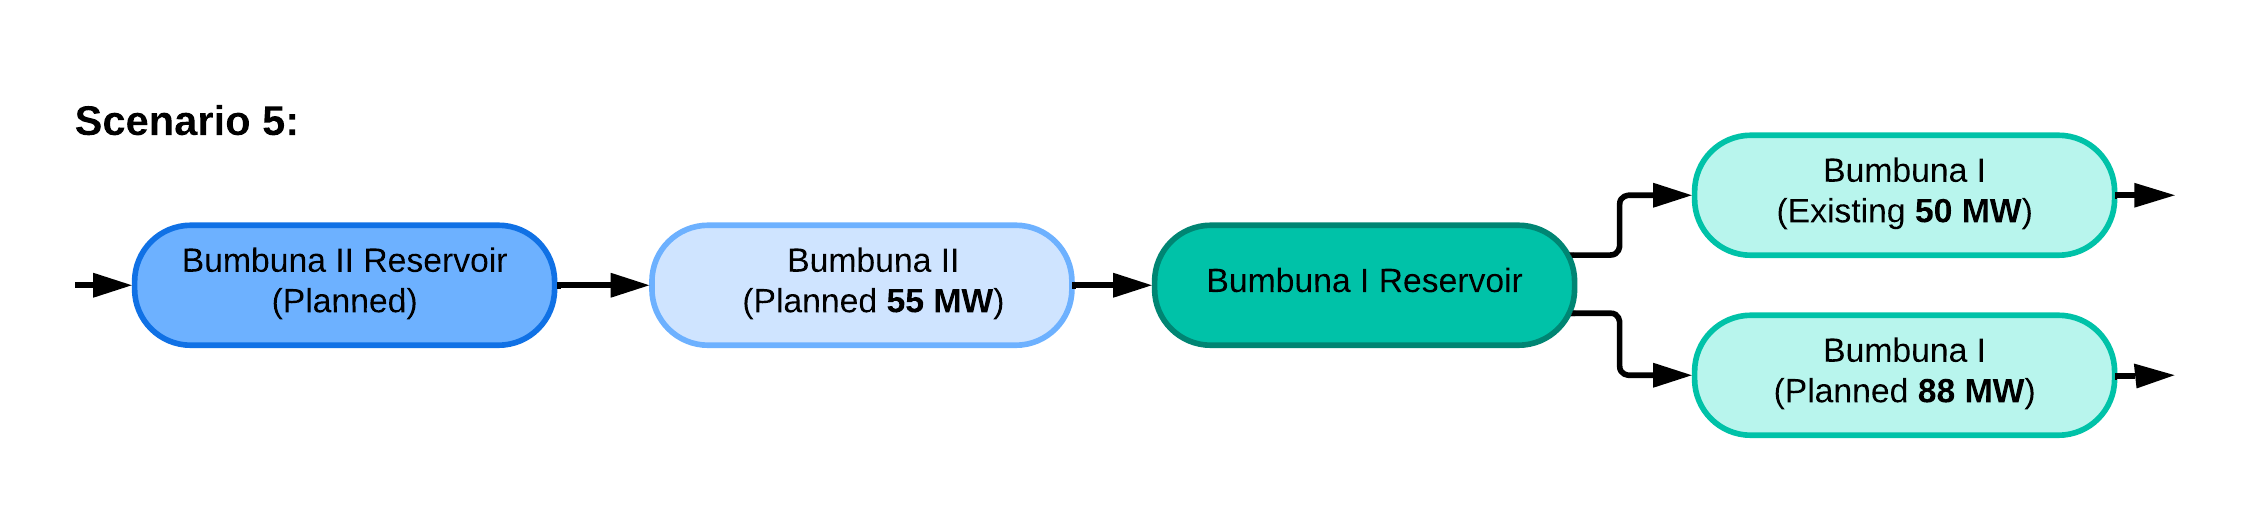 Scenario 5:
Bumbuna II Reservoir
(Planned)
Bumbuna II
(Planned 55 MW)
Bumbuna I Reservoir
Bumbuna I
(Existing 50 MW)
Bumbuna I
(Planned 88 MW)